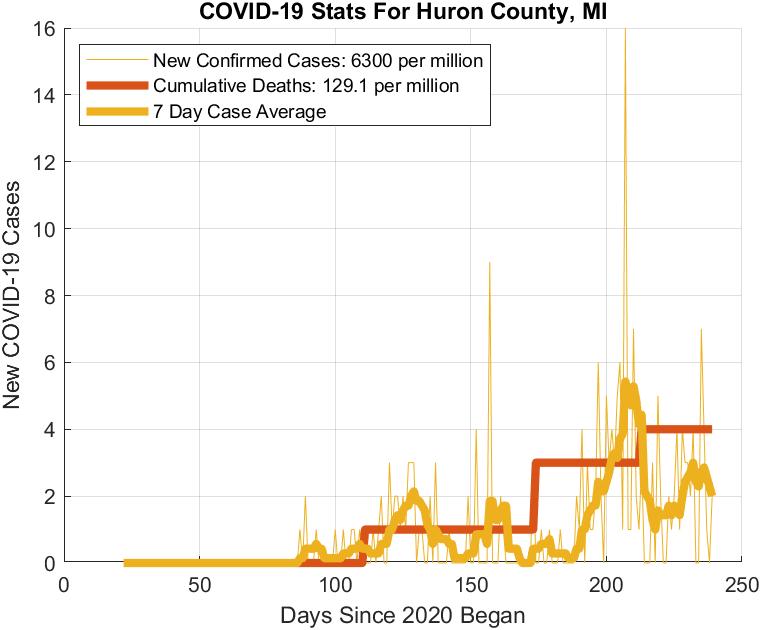 COVID-19 Stats For Huron County, MI
New Confirmed Cases: 6300 per million
Cumulative Deaths: 129.1 per million
7 Day Case Average
New COVID-19 Cases
16
14
12
10
8
6
4
2
0
0 50 100 150 200 250
Days Since 2020 Began